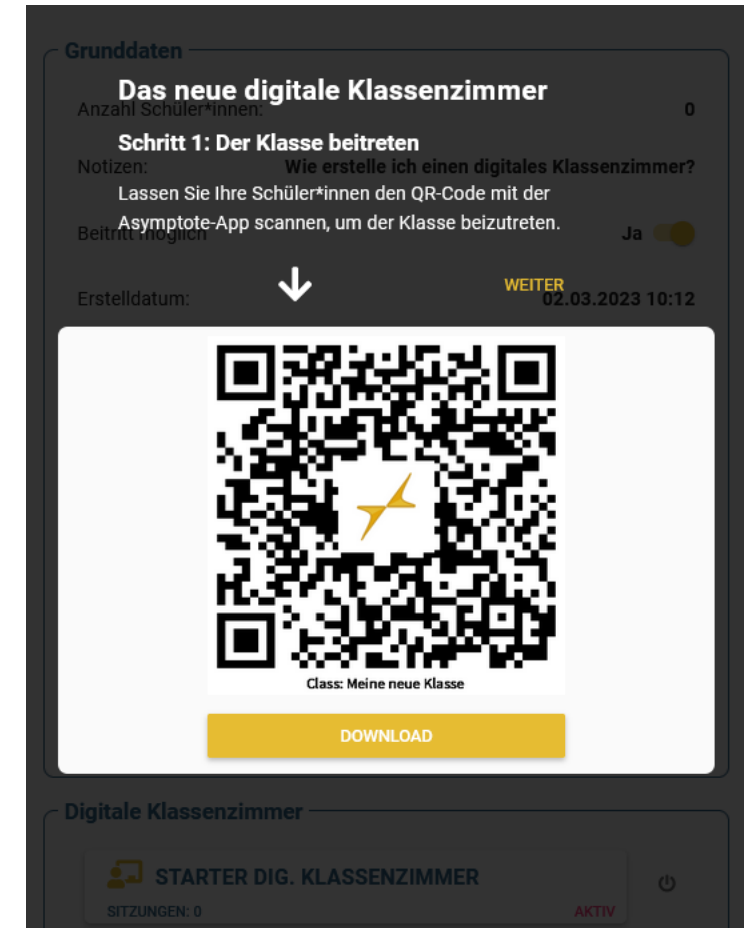 Grunddaten
Das neue digitale Klassenzimmer
Anzahl Schüler*innen: 0
Schritt 1: Der Klasse beitreten
Notizen: Wie erstelle ich einen digitales Klassenzimmer?
Lassen Sie Ihre Schüler*innen den QR-Code mit der
Asymptote-App scannen, um der Klasse beizutreten.
Beitritt möglich Ja
WEITER
Erstelldatum: 02.03.2023 10:12
Class: Meine neue Klasse
DOWNLOAD
Digitale Klassenzimmer
STARTER DIG. KLASSENZIMMER
SITZUNGEN: 0 AKTIV